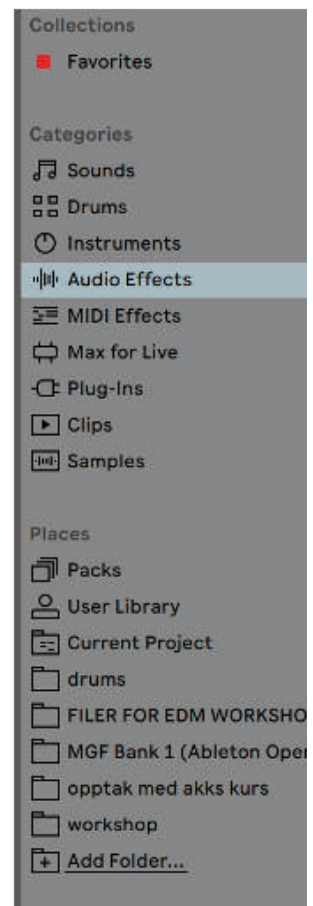 Collections
Favorites
Categories
Sounds
Drums
Instruments
Audio Effects
MIDI Effects
Max for Live
Plug-Ins
Clips
Samples
Places
Packs
User Library
Current Project
drums
FILER FOR EDM WORKSHO
MGF Bank 1 (Ableton Oper
opptak med akks kurs
workshop
Add Folder...